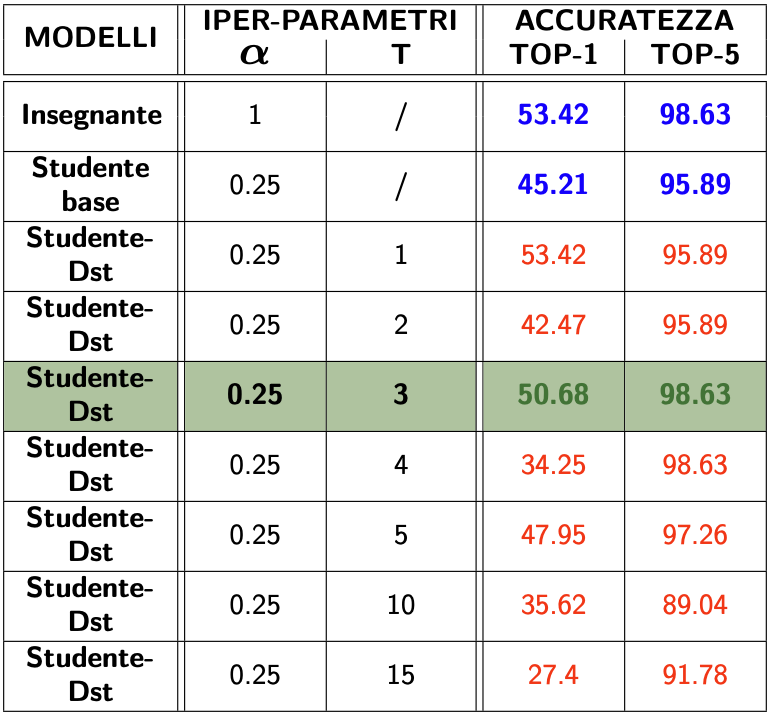 MODELLI IPER-PARAMETRI ACCURATEZZA
α T TOP-1 TOP-5
Insegnante 1 / 53.42 98.63
Studente
base 0.25 / 45.21 95.89
Studente-
Dst 0.25 1 53.42 95.89
Studente-
Dst 0.25 2 42.47 95.89
Studente-
Dst 0.25 3 50.68 98.63
Studente-
Dst 0.25 4 34.25 98.63
Studente-
Dst 0.25 5 47.95 97.26
Studente-
Dst 0.25 10 35.62 89.04
Studente-
Dst 0.25 15 27.4 91.78